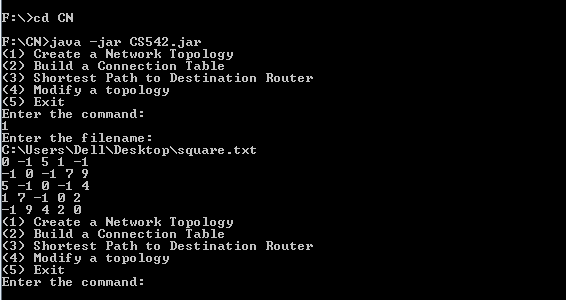 F:\>cd CN
F:\CN>java -jar CS542.jar
(1) Create a Network Topology
(2) Build a Connection Table
(3) Shortest Path to Destination Router
(4) Modify a topology
(5) Exit
Enter the command:
1
Enter the filename:
C:\Users\Dell\Desktop\square.txt
0 -1 5 1 -1
-1 0 -1 7 9
5 -1 0 -1 4
1 7 -1 0 2
-1 9 4 2 0
(1) Create a Network Topology
(2) Build a Connection Table
(3) Shortest Path to Destination Router
(4) Modify a topology
(5) Exit
Enter the command: